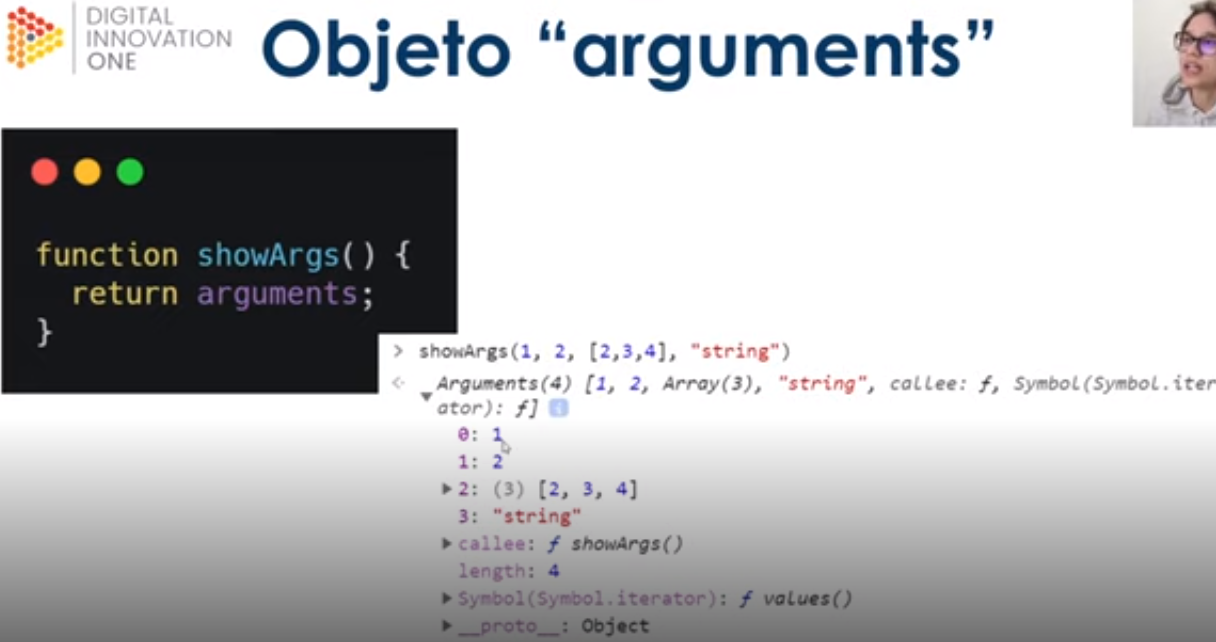 DIGITAL
INNOVATION
ONE
Objeto “arguments”
function showArgs() {
return arguments;
}
> showArgs(1, 2, [2,3,4], "string")
Arguments(4) [1, 2, Array(3), "string", callee: ƒ, Symbol(Symbol.iter
ator): ƒ] i
0: 1
1: 2
2: (3) [2, 3, 4]
3: "string"
callee: ƒ showArgs()
length: 4
Symbol(Symbol.iterator): ƒ values()
__proto__: Object